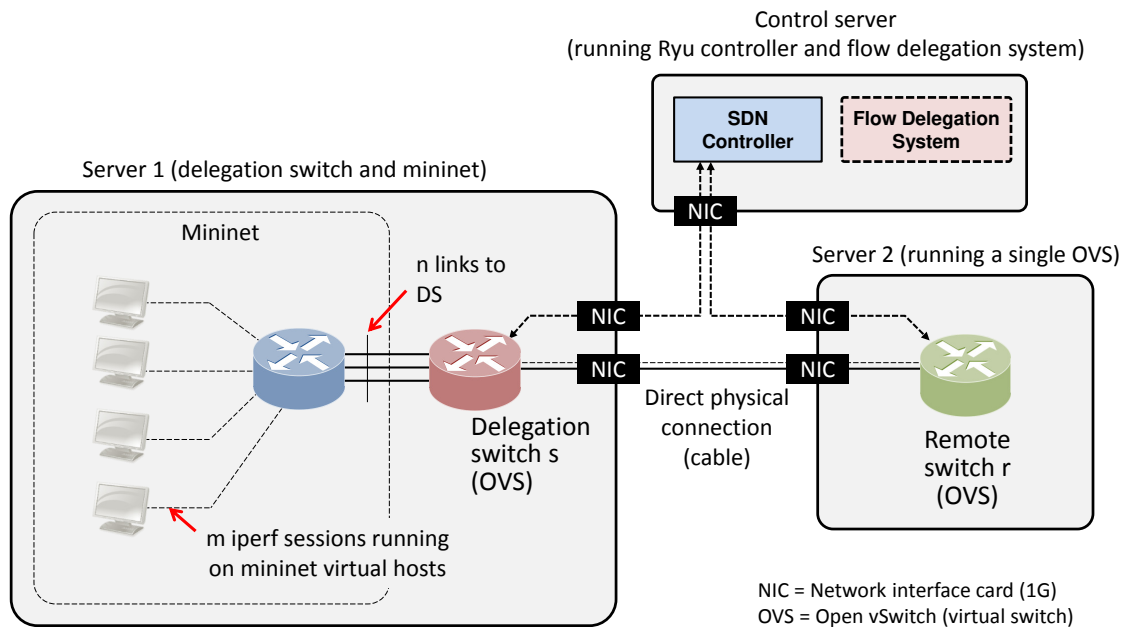 Control server
(running Ryu controller and flow delegation system)
SDN
Controller
Flow Delegation
System
NIC
Server 1 (delegation switch and mininet)
Mininet
n links to
DS
NIC
NIC
Delegation
switch s
(OVS)
m iperf sessions running
on mininet virtual hosts
Direct physical
connection
(cable)
Server 2 (running a single OVS)
NIC
NIC
Remote
switch r
(OVS)
NIC = Network interface card (1G)
OVS = Open vSwitch (virtual switch)